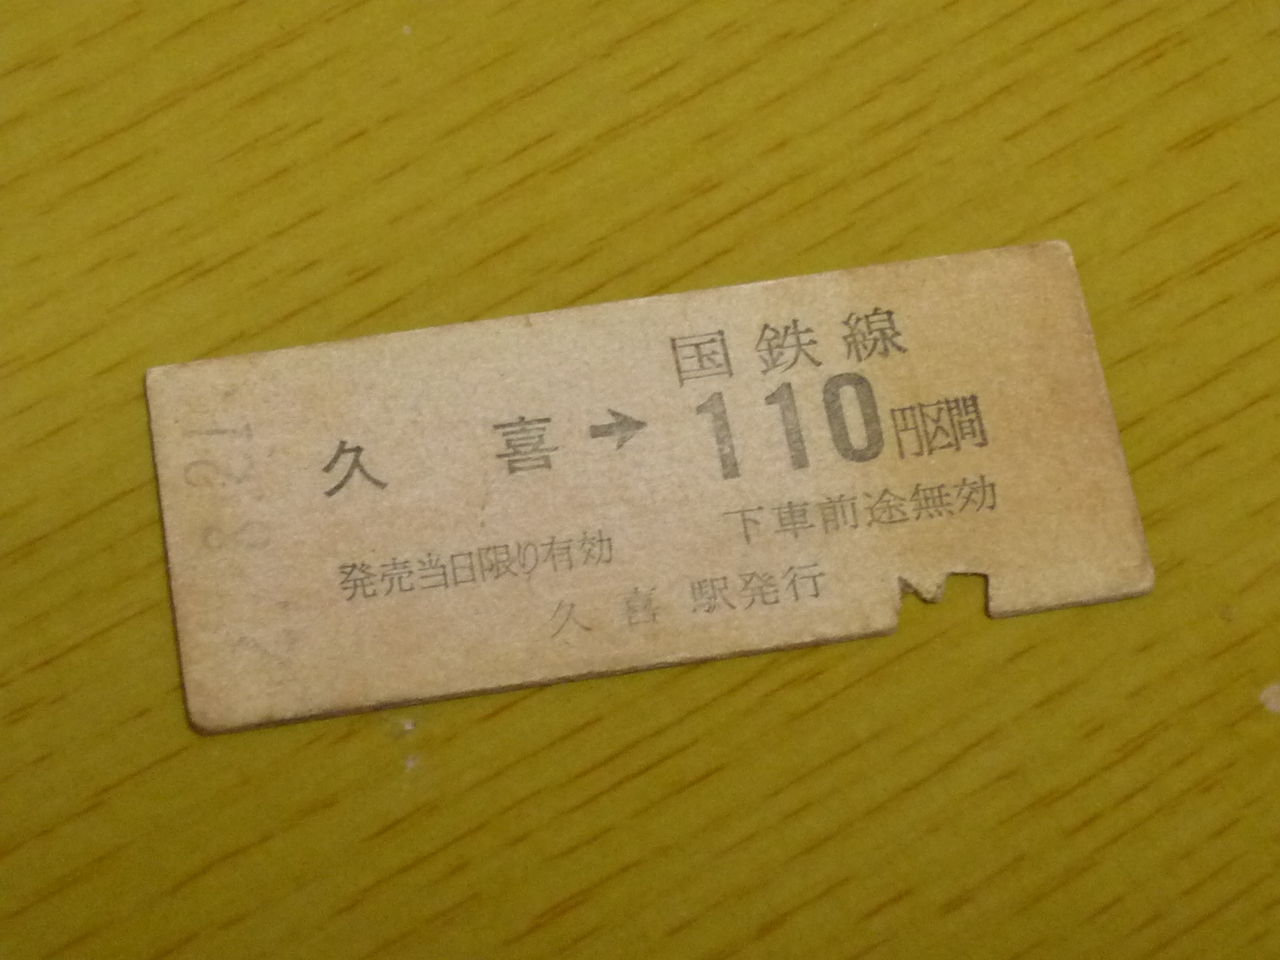 国鉄線
久喜→110円区間
発売当日限り有効 下車前途無効
久喜駅発行